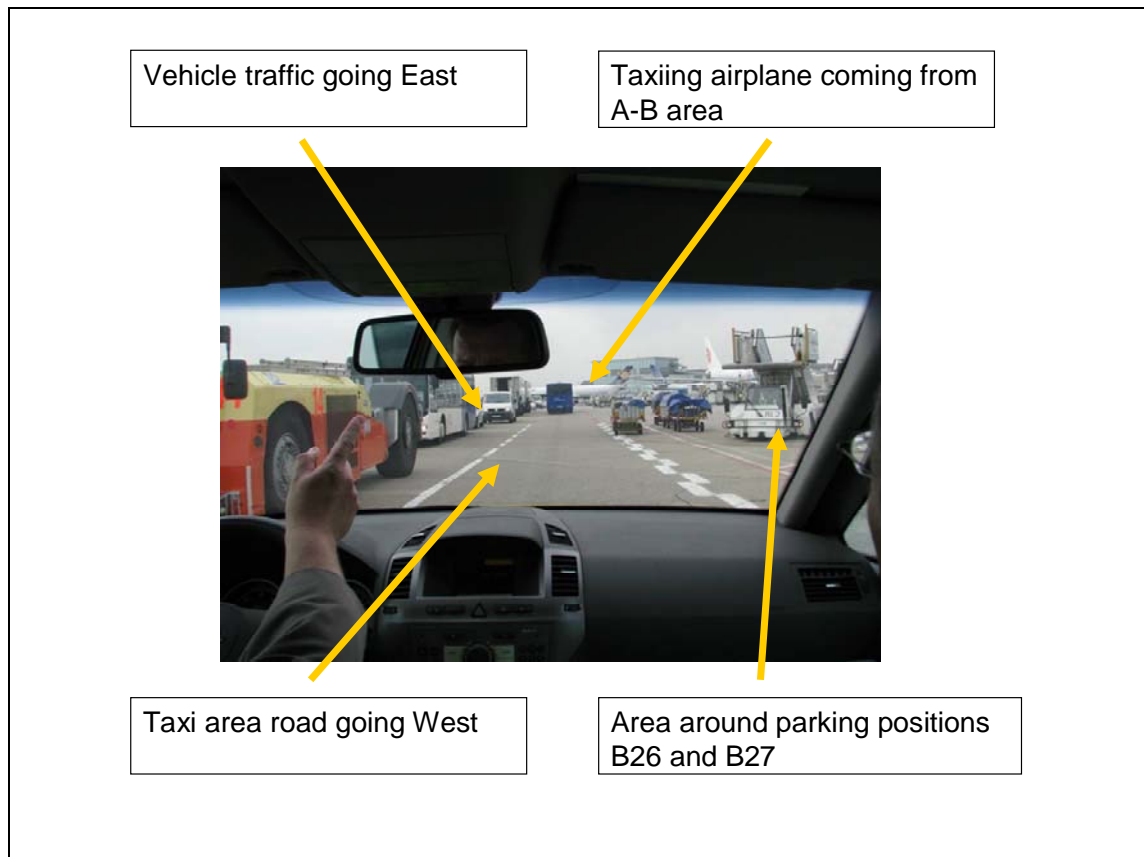 Vehicle traffic going East
Taxiing airplane coming from
A-B area
Taxi area road going West
Area around parking positions
B26 and B27